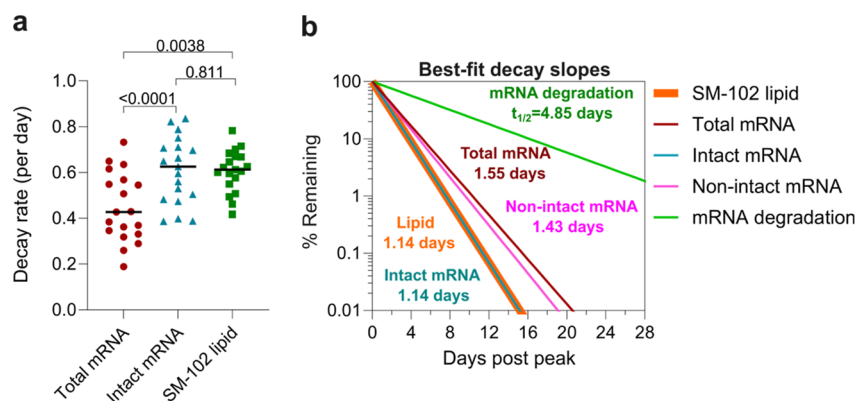 a
0.0038
0.811
<0.0001
Decay rate (per day)
1.0
0.8
0.6
0.4
0.2
0.0
Total mRNA
Intact mRNA
SM-102 lipid
b
Best-fit decay slopes
% Remaining
100
10
1
0.1
0.01
mRNA degradation
t1/2=4.85 days
Total mRNA
1.55 days
Non-intact mRNA
1.43 days
Lipid
1.14 days
Intact mRNA
1.14 days
0 4 8 12 16 20 24 28
Days post peak
SM-102 lipid
Total mRNA
Intact mRNA
Non-intact mRNA
mRNA degradation